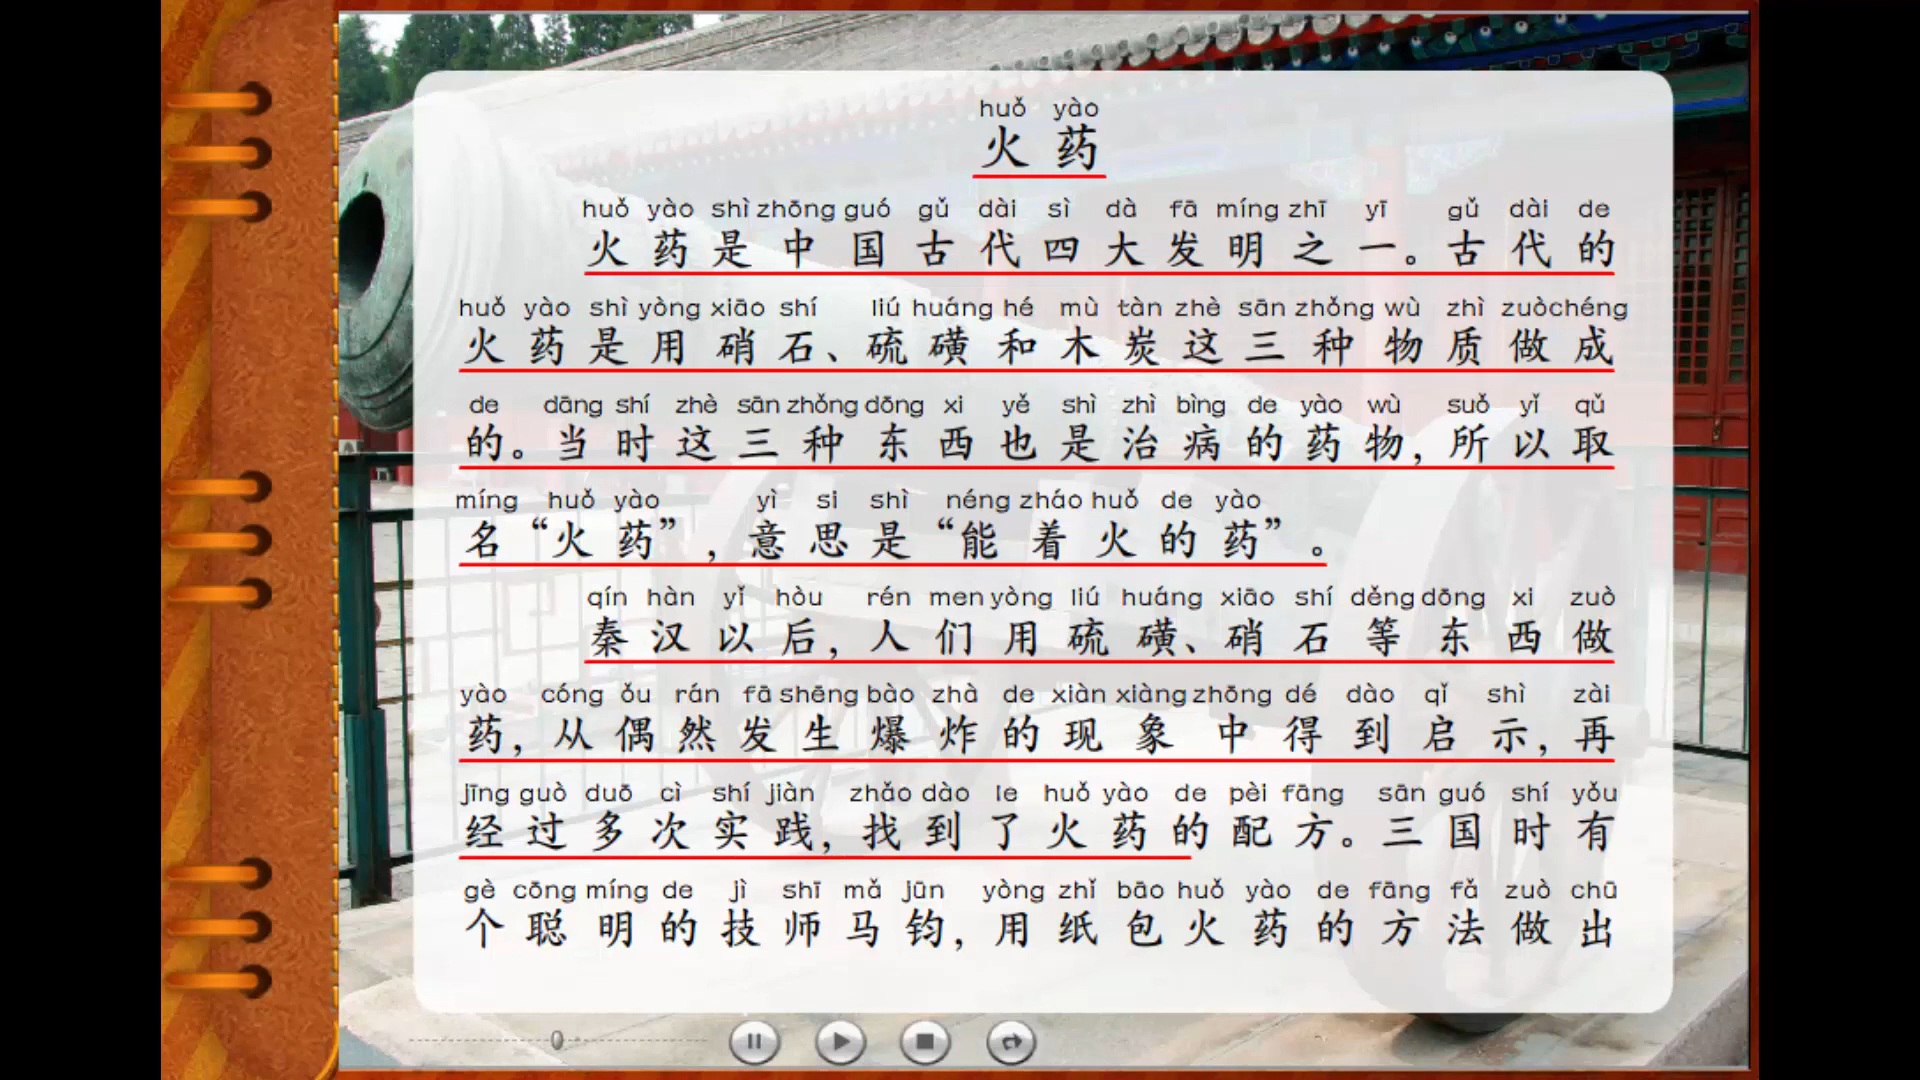 huǒ yào
火药
huǒ yào shì zhōng guó gǔ dài sì dà fā míng zhī yī gǔ dài de
火药是中国古代四大发明之一。古代的
huǒ yào shì yòng xiāo shí liú huáng hé mù tàn zhè sān zhǒng wù zhì zuò chéng
火药是用硝石、硫磺和木炭这三种物质做成
de dāng shí zhè sān zhǒng dōng xi yě shì zhì bìng de yào wù suǒ yǐ qǔ
的。当时这三种东西也是治病的药物,所以取
míng huǒ yào yì si shì néng zháo huǒ de yào
名“火药”,意思是“能着火的药”。
qín hàn yǐ hòu rén men yòng liú huáng xiāo shí děng dōng xi zuò
秦汉以后,人们用硫磺、硝石等东西做
yào cóng ǒu rán fā shēng bào zhà de xiàn xiàng zhōng dé dào qǐ shì zài
药,从偶然发生爆炸的现象中得到启示,再
jīng guò duō cì shí jiàn zhǎo dào le huǒ yào de pèi fāng sān guó shí yǒu
经过多次实践,找到了火药的配方。三国时有
gè cōng míng de jì shī mǎ jūn yòng zhǐ bāo huǒ yào de fāng fǎ zuò chū
个聪明的技师马钧,用纸包火药的方法做出